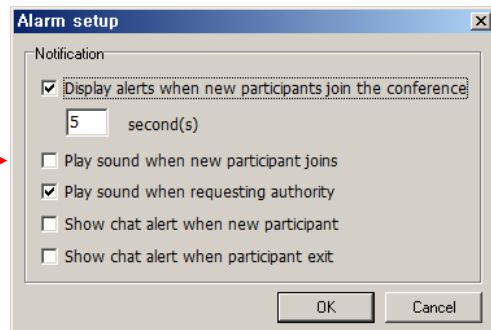 Alarm setup
Notification
Display alerts when new participants join the conference
5 second(s)
Play sound when new participant joins
Play sound when requesting authority
Show chat alert when new participant
Show chat alert when participant exit
OK Cancel